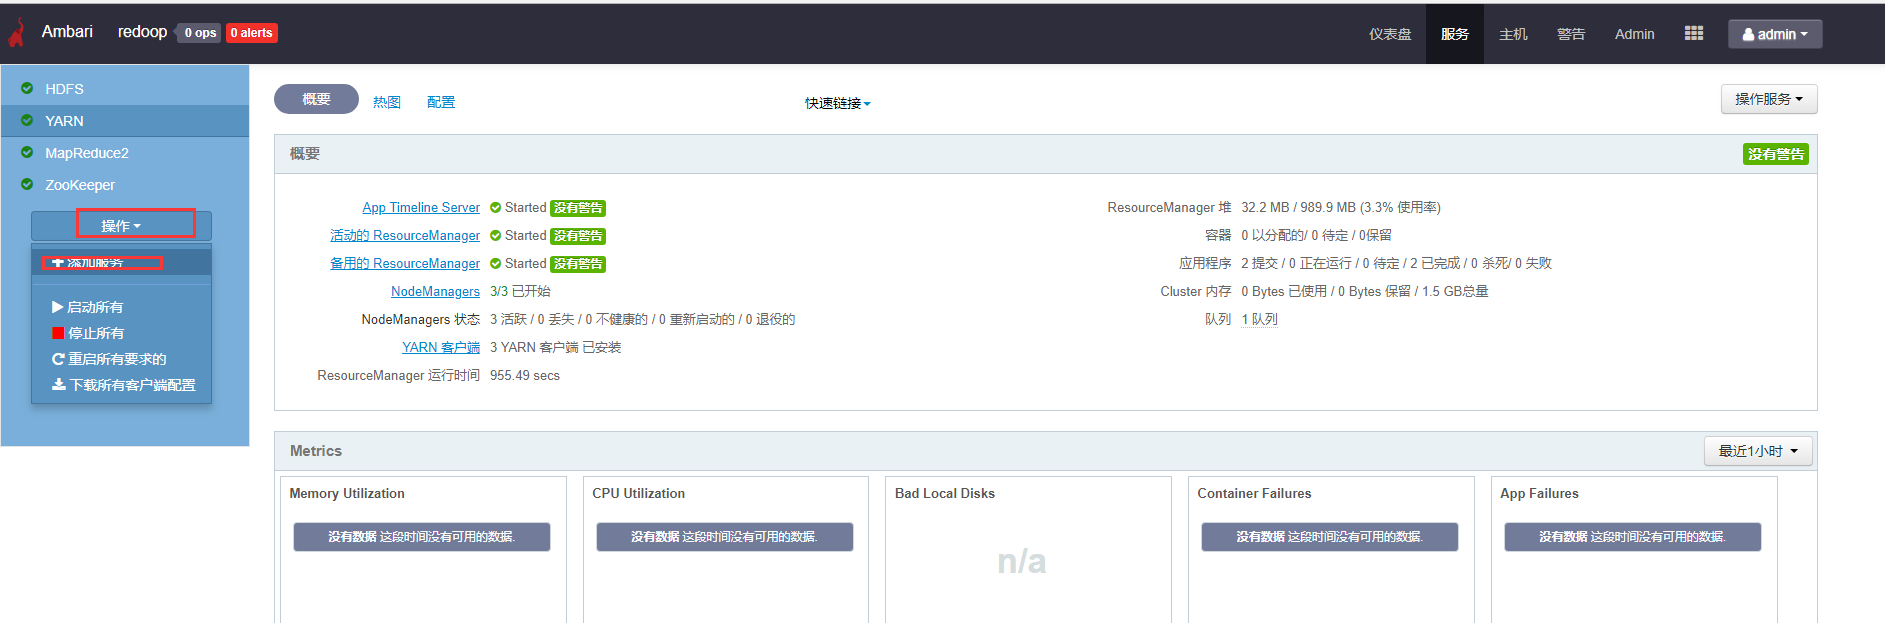 Ambari redoop 0 ops 0 alerts 仪表盘 服务 主机 警告 Admin admin
HDFS
YARN
MapReduce2
ZooKeeper
操作
添加服务
启动所有
停止所有
重启所有要求的
下载所有客户端配置
概要 热图 配置 快速链接 操作服务
概要 没有警告
App Timeline Server Started 没有警告
活动的 ResourceManager Started 没有警告
备用的 ResourceManager Started 没有警告
NodeManagers 3/3 已开始
NodeManagers 状态 3 活跃 / 0 丢失 / 0 不健康的 / 0 重新启动的 / 0 退役的
YARN 客户端 3 YARN 客户端 已安装
ResourceManager 运行时间 955.49 secs
ResourceManager 堆 32.2 MB / 989.9 MB (3.3% 使用率)
容器 0 以分配的/ 0 待定 / 0保留
应用程序 2 提交 / 0 正在运行 / 0 待定 / 2 已完成 / 0 杀死/ 0 失败
Cluster 内存 0 Bytes 已使用 / 0 Bytes 保留 / 1.5 GB总量
队列 1 队列
Metrics 最近1小时
Memory Utilization
没有数据 这段时间没有可用的数据.
CPU Utilization
没有数据 这段时间没有可用的数据.
Bad Local Disks
n/a
Container Failures
没有数据 这段时间没有可用的数据.
App Failures
没有数据 这段时间没有可用的数据.